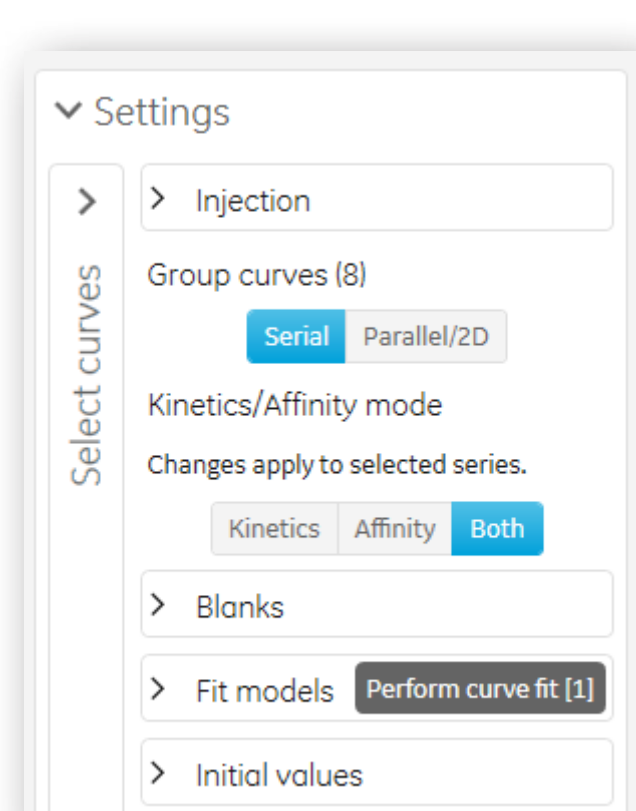 Settings
Select curves
Injection
Group curves (8)
Serial Parallel/2D
Kinetics/Affinity mode
Changes apply to selected series.
Kinetics Affinity Both
Blanks
Fit models Perform curve fit [1]
Initial values